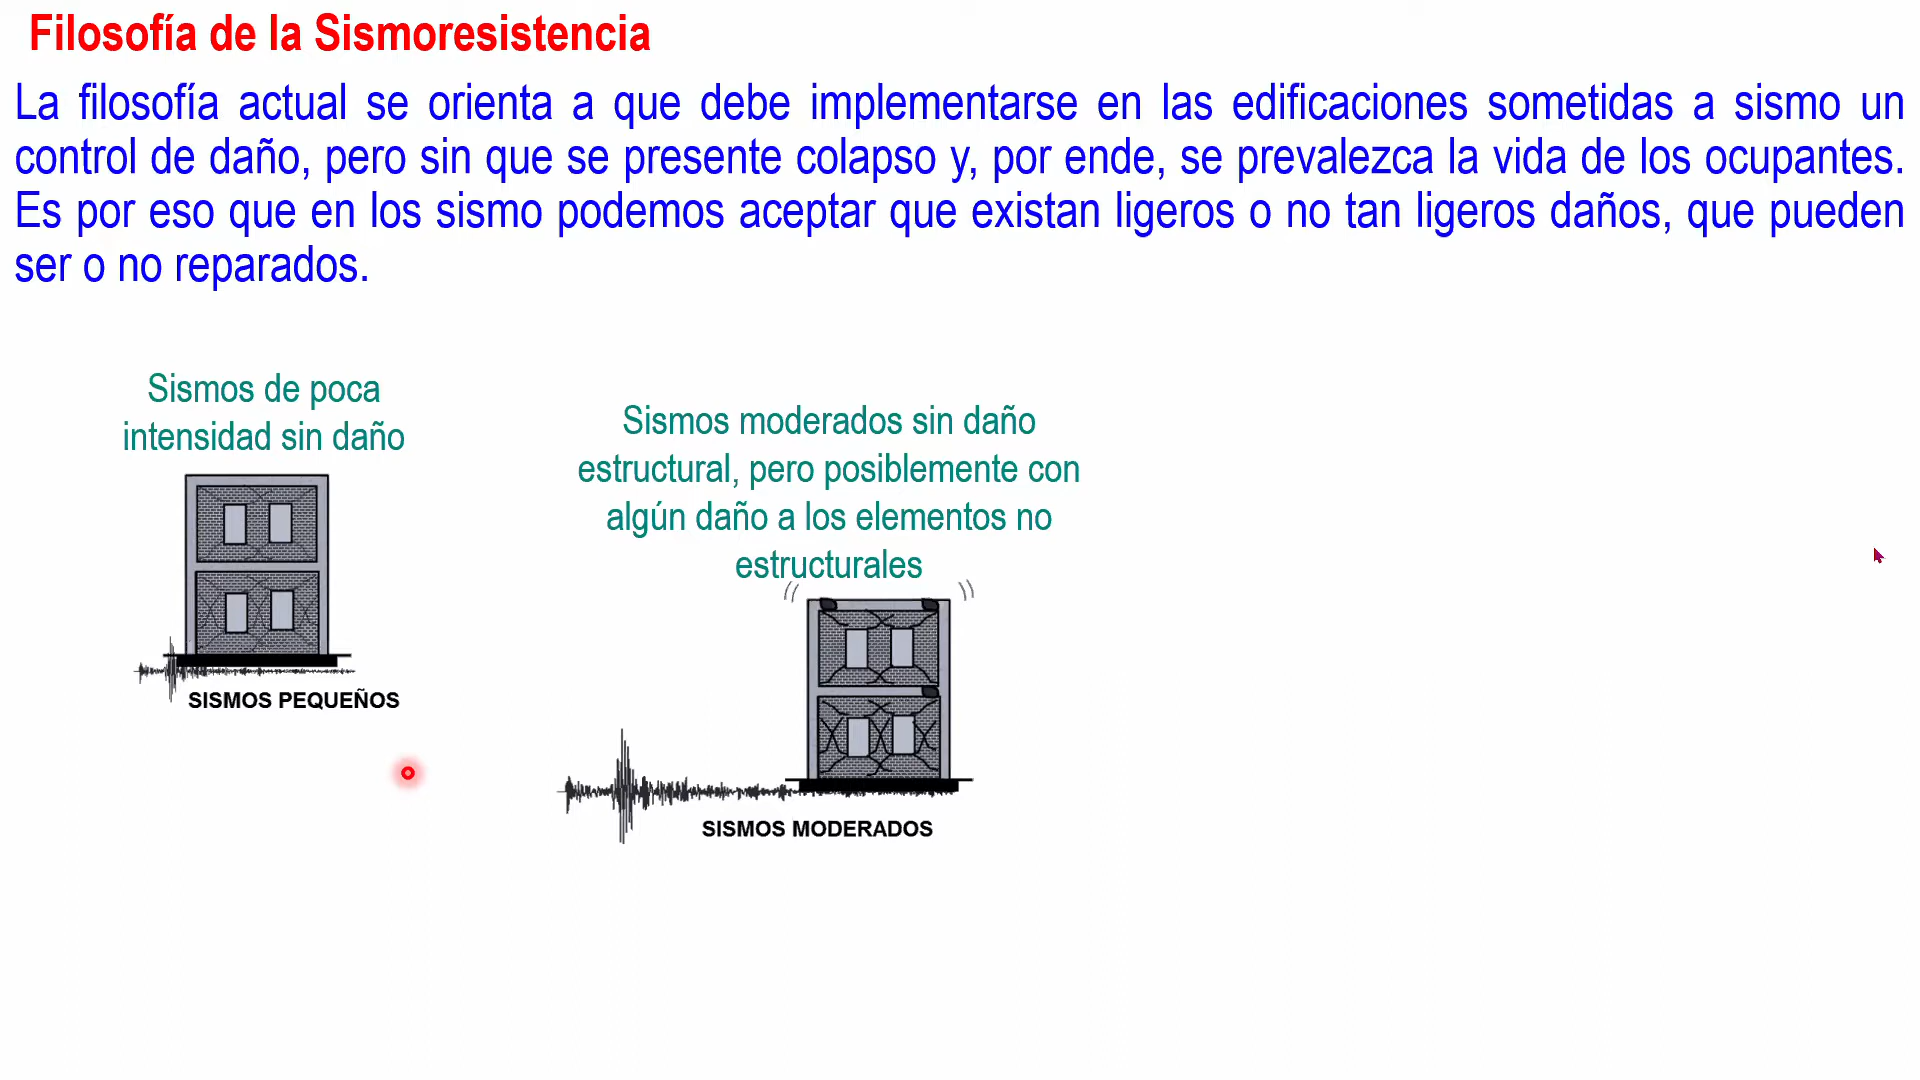 Filosofía de la Sismoresistencia
La filosofía actual se orienta a que debe implementarse en las edificaciones sometidas a sismo un
control de daño, pero sin que se presente colapso y, por ende, se prevalezca la vida de los ocupantes.
Es por eso que en los sismo podemos aceptar que existan ligeros o no tan ligeros daños, que pueden
ser o no reparados.
Sismos de poca
intensidad sin daño
SISMOS PEQUEÑOS
Sismos moderados sin daño
estructural, pero posiblemente con
algún daño a los elementos no
estructurales
SISMOS MODERADOS